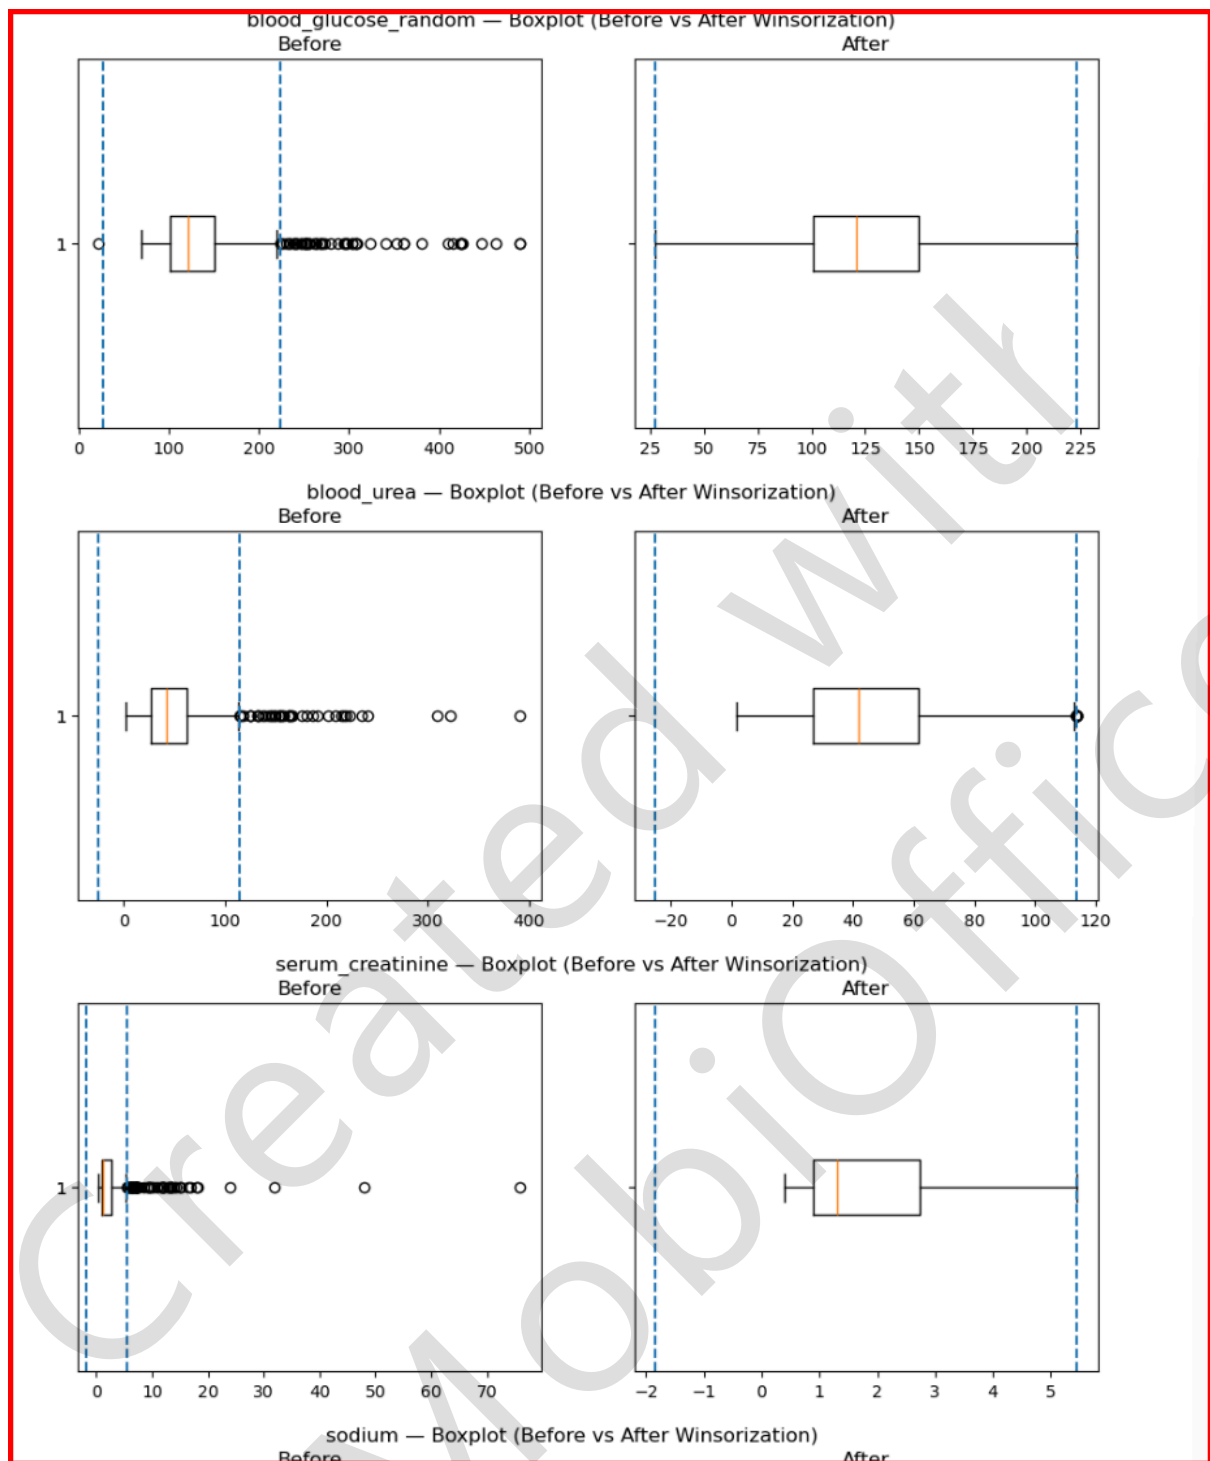 blood_glucose_random — Boxplot (Before vs After Winsorization)
Before After
1
0 100 200 300 400 500
25 50 75 100 125 150 175 200 225
blood_urea — Boxplot (Before vs After Winsorization)
Before After
1
0 100 200 300 400
−20 0 20 40 60 80 100 120
serum_creatinine — Boxplot (Before vs After Winsorization)
Before After
1
0 10 20 30 40 50 60 70
−2 −1 0 1 2 3 4 5
sodium — Boxplot (Before vs After Winsorization)
Before After
Created with
MobiOffic